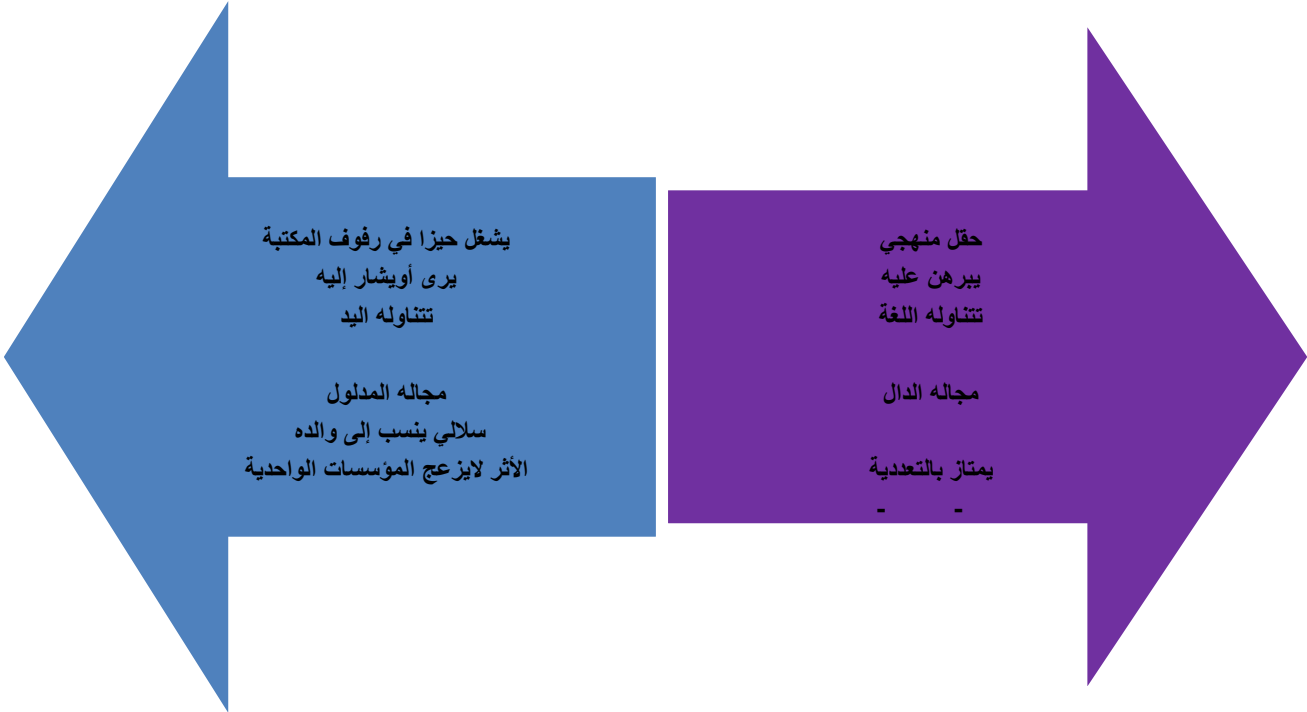 حقل منهجي
يبرهن عليه
تتناوله اللغة
مجاله الدال
يمتاز بالتعددية
- -
يشغل حيزا في رفوف المكتبة
يرى أويشار إليه
تتناوله اليد
مجاله المدلول
سلالي ينسب إلى والده
الأثر لايزعج المؤسسات الواحدية